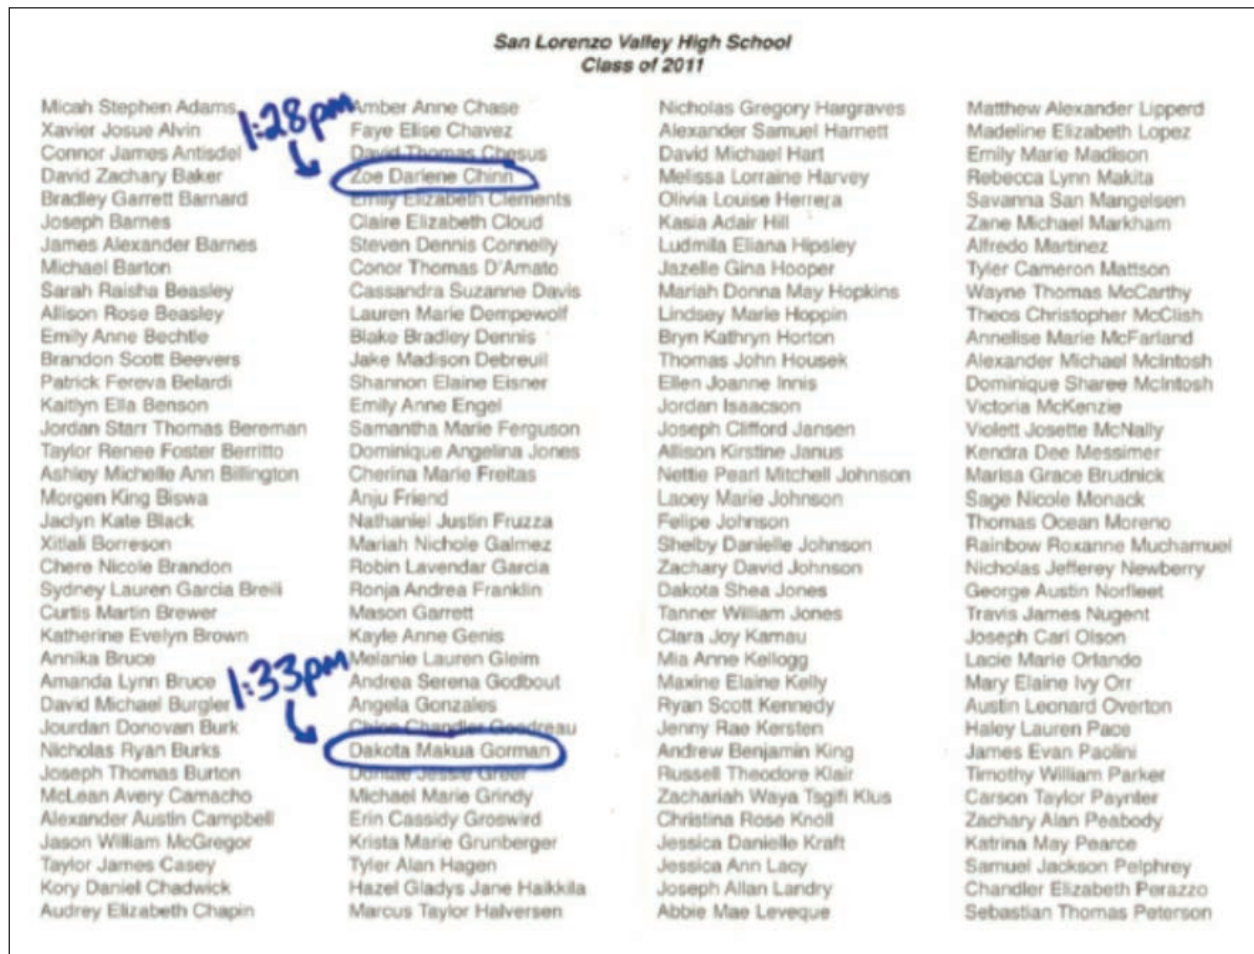 San Lorenzo Valley High School
Class of 2011
Micah Stephen Adams
Xavier Josue Alvin
Connor James Antisdel
David Zachary Baker
Bradley Garrett Barnard
Joseph Barnes
James Alexander Barnes
Michael Barton
Sarah Raisha Beasley
Allison Rose Beasley
Emily Anne Bechtle
Brandon Scott Beevers
Patrick Fereva Belardi
Kaitlyn Ella Benson
Jordan Starr Thomas Bereman
Taylor Renee Foster Berritto
Ashley Michelle Ann Billington
Morgen King Biswa
Jaclyn Kate Black
Xitlali Borreson
Chere Nicole Brandon
Sydney Lauren Garcia Breili
Curtis Martin Brewer
Katherine Evelyn Brown
Annika Bruce
Amanda Lynn Bruce
David Michael Burgler
Jourdan Donovan Burk
Nicholas Ryan Burks
Joseph Thomas Burton
McLean Avery Camacho
Alexander Austin Campbell
Jason William McGregor
Taylor James Casey
Kory Daniel Chadwick
Audrey Elizabeth Chapin
1:28pm
1:33pm
Amber Anne Chase
Faye Elise Chavez
David Thomas Chesus
Zoe Darlene Chinn
Emily Elizabeth Clements
Claire Elizabeth Cloud
Steven Dennis Connelly
Conor Thomas D'Amato
Cassandra Suzanne Davis
Lauren Marie Dempewolf
Blake Bradley Dennis
Jake Madison Debreuil
Shannon Elaine Eisner
Emily Anne Engel
Samantha Marie Ferguson
Dominique Angelina Jones
Cherina Marie Freitas
Anju Friend
Nathaniel Justin Fruzza
Mariah Nichole Galmez
Robin Lavendar Garcia
Ronja Andrea Franklin
Mason Garrett
Kayle Anne Genis
Melanie Lauren Gleim
Andrea Serena Godbout
Angela Gonzales
Chandler Goodreau
Dakota Makua Gorman
Jessie Greer
Michael Marie Grindy
Erin Cassidy Groswird
Krista Marie Grunberger
Tyler Alan Hagen
Hazel Gladys Jane Haikkila
Marcus Taylor Halversen
Nicholas Gregory Hargraves
Alexander Samuel Harnett
David Michael Hart
Melissa Lorraine Harvey
Olivia Louise Herrera
Kasia Adair Hill
Ludmila Eliana Hipsley
Jazelle Gina Hooper
Mariah Donna May Hopkins
Lindsey Marie Hoppin
Bryn Kathryn Horton
Thomas John Housek
Ellen Joanne Innis
Jordan Isaacson
Joseph Clifford Jansen
Allison Kirstine Janus
Nettie Pearl Mitchell Johnson
Lacey Marie Johnson
Felipe Johnson
Shelby Danielle Johnson
Zachary David Johnson
Dakota Shea Jones
Tanner William Jones
Clara Joy Kamau
Mia Anne Kellogg
Maxine Elaine Kelly
Ryan Scott Kennedy
Jenny Rae Kersten
Andrew Benjamin King
Russell Theodore Klair
Zachariah Waya Tsgifi Klus
Christina Rose Knoll
Jessica Danielle Kraft
Jessica Ann Lacy
Joseph Allan Landry
Abbie Mae Leveque
Matthew Alexander Lipperd
Madeline Elizabeth Lopez
Emily Marie Madison
Rebecca Lynn Makita
Savanna San Mangelsen
Zane Michael Markham
Alfredo Martinez
Tyler Cameron Mattson
Wayne Thomas McCarthy
Theos Christopher McClish
Annelise Marie McFarland
Alexander Michael McIntosh
Dominique Sharee McIntosh
Victoria McKenzie
Violett Josette McNally
Kendra Dee Messimer
Marisa Grace Brudnick
Sage Nicole Monack
Thomas Ocean Moreno
Rainbow Roxanne Muchamuel
Nicholas Jefferey Newberry
George Austin Norfleet
Travis James Nugent
Joseph Carl Olson
Lacie Marie Orlando
Mary Elaine Ivy Orr
Austin Leonard Overton
Haley Lauren Pace
James Evan Paolini
Timothy William Parker
Carson Taylor Paynter
Zachary Alan Peabody
Katrina May Pearce
Samuel Jackson Pelphrey
Chandler Elizabeth Perazzo
Sebastian Thomas Peterson